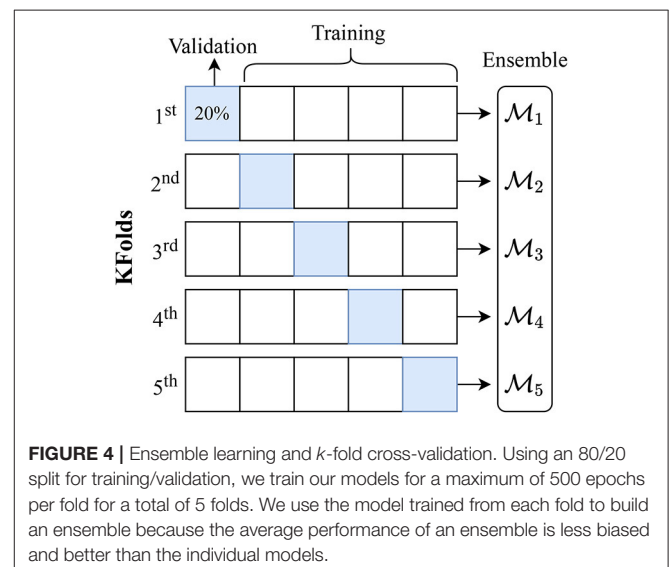 Validation
Training
Ensemble
KFolds
1st
20%
M1
2nd
M2
3rd
M3
4th
M4
5th
M5
FIGURE 4 | Ensemble learning and k-fold cross-validation. Using an 80/20
split for training/validation, we train our models for a maximum of 500 epochs
per fold for a total of 5 folds. We use the model trained from each fold to build
an ensemble because the average performance of an ensemble is less biased
and better than the individual models.